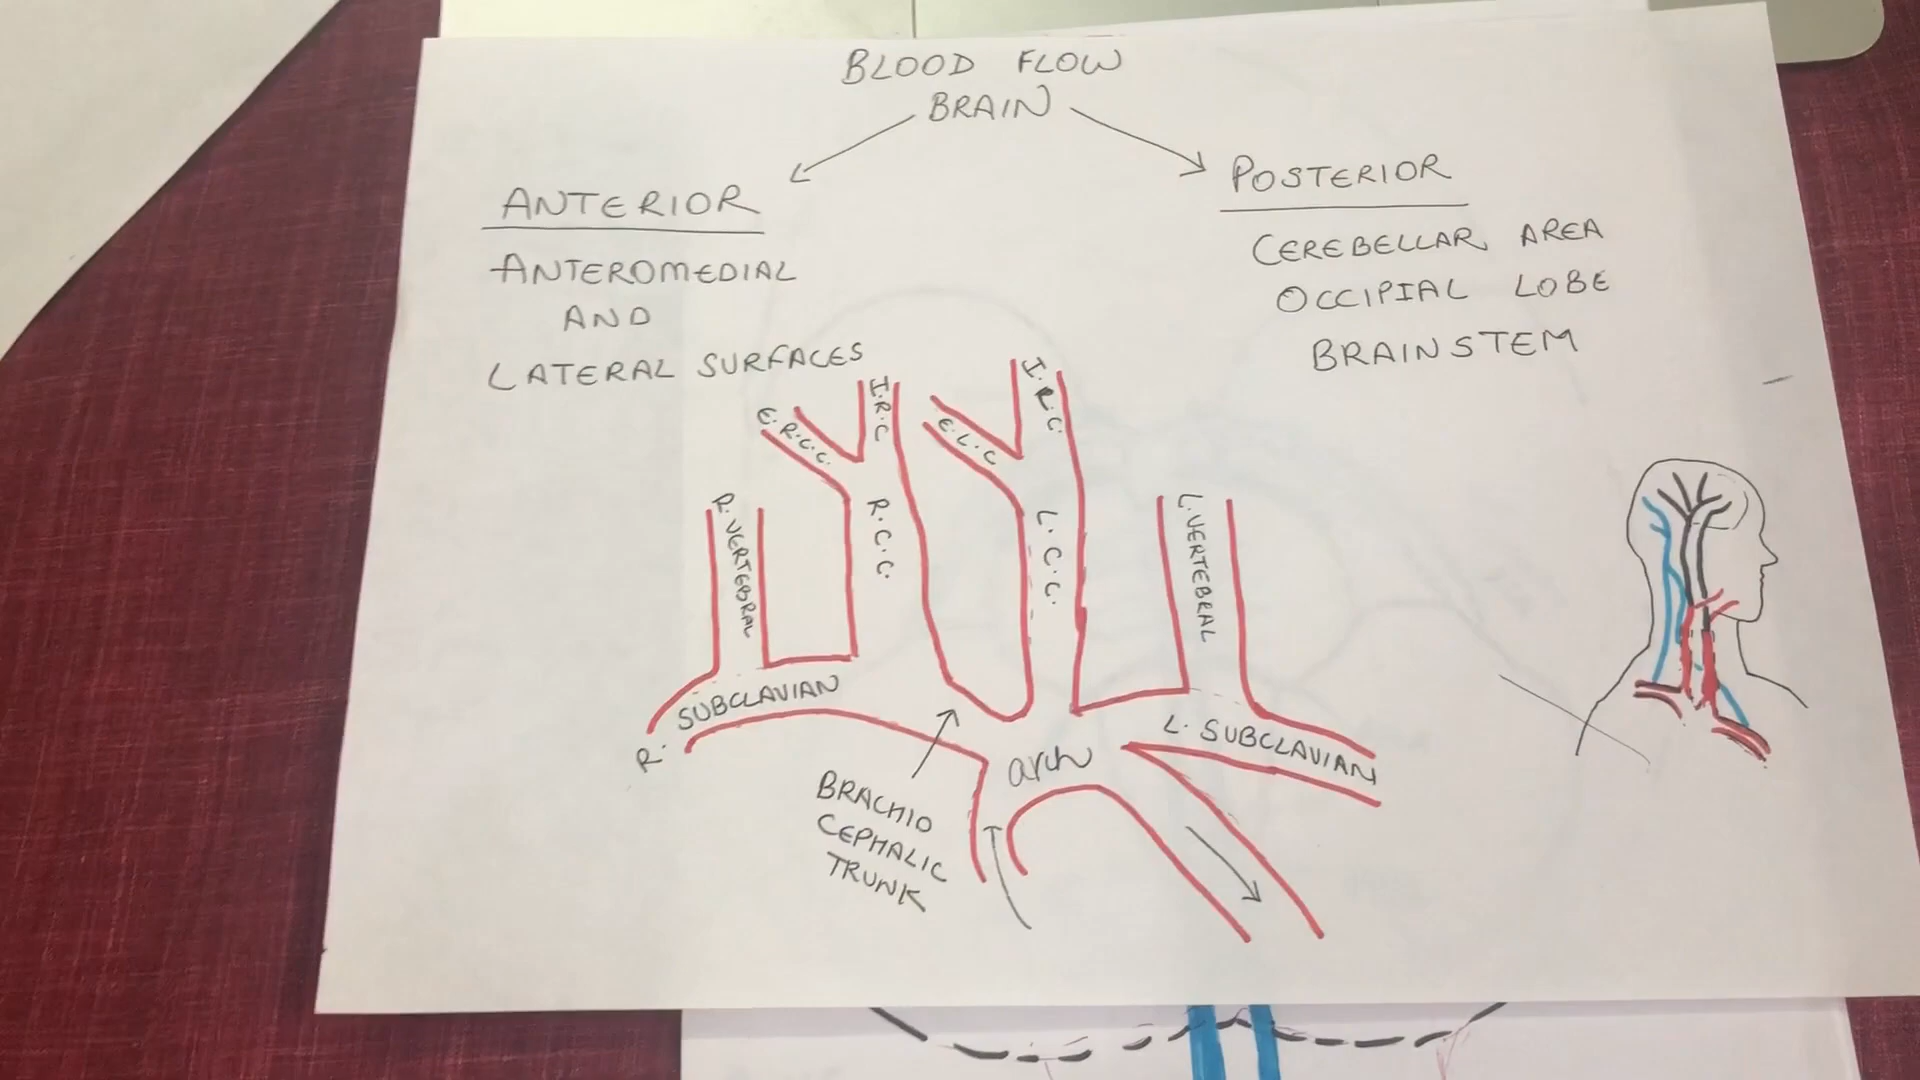 BLOOD FLOW
BRAIN
ANTERIOR
ANTEROMEDIAL
AND
LATERAL SURFACES
POSTERIOR
CEREBELLAR AREA
OCCIPIAL LOBE
BRAINSTEM
E.R.C.C.
I.R.C
E.L.C
I.R.C.
R.VERTEBRAL
R.C.C.
L.C.C.
L.VERTEBRAL
R. SUBCLAVIAN
L. SUBCLAVIAN
arch
BRACHIO
CEPHALIC
TRUNK